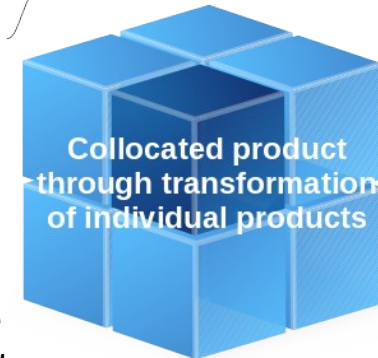 Collocated product
through transformation
of individual products